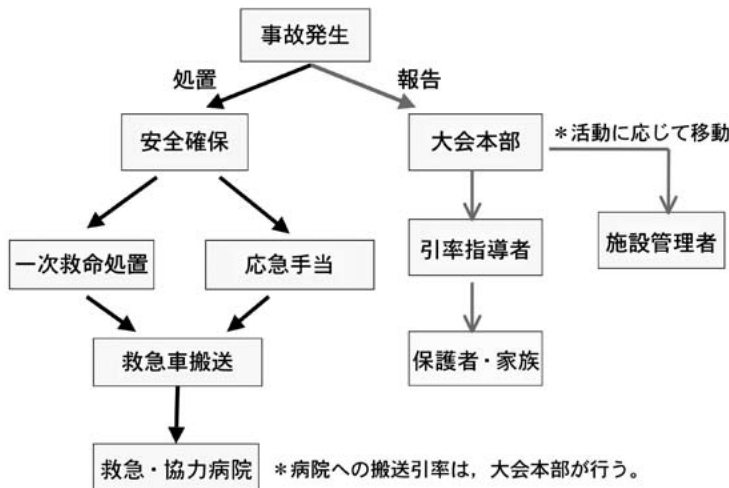 事故発生
処置
報告
安全確保
大会本部
＊活動に応じて移動
一次救命処置
応急手当
引率指導者
施設管理者
救急車搬送
保護者・家族
救急・協力病院
＊病院への搬送引率は，大会本部が行う。